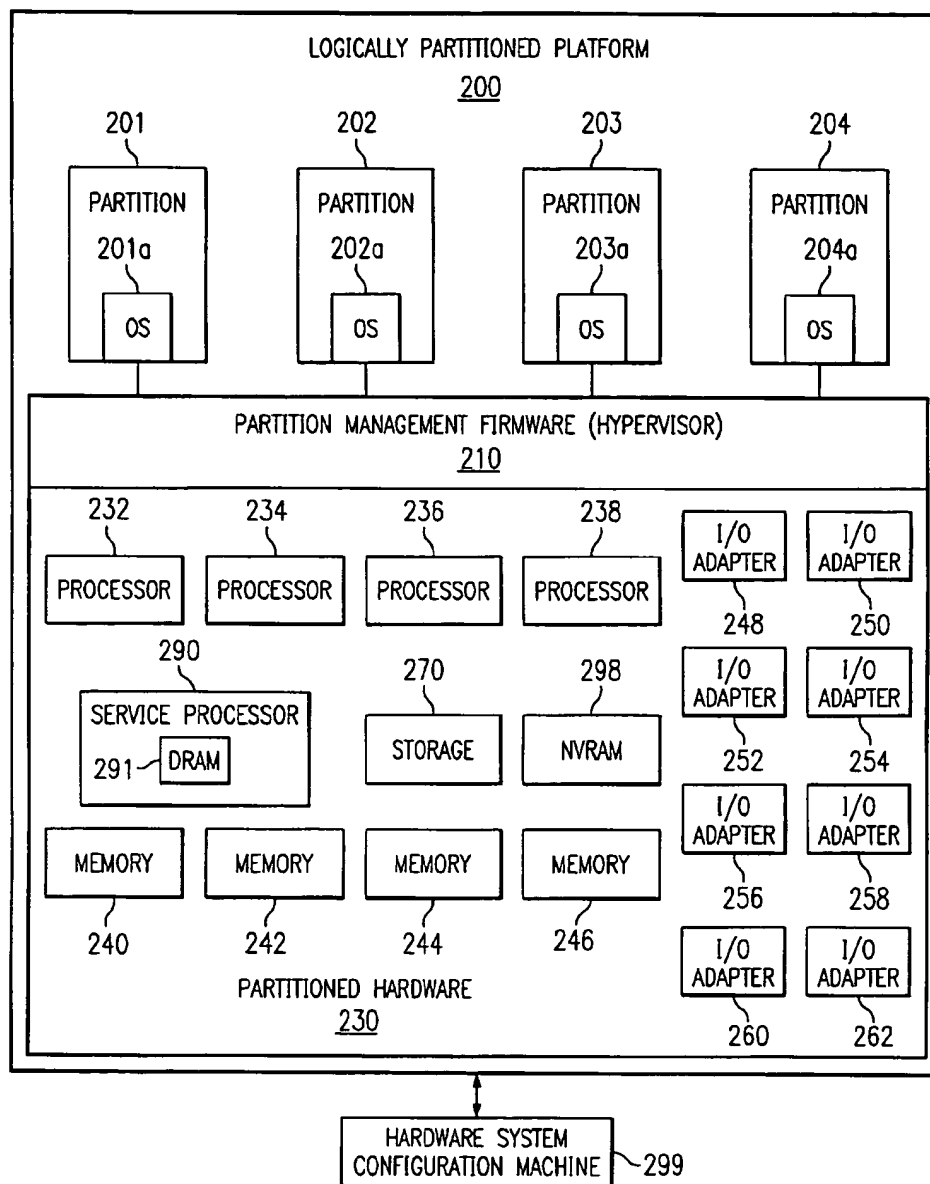 LOGICALLY PARTITIONED PLATFORM
200
201 202 203 204
PARTITION PARTITION PARTITION PARTITION
201a 202a 203a 204a
OS OS OS OS
PARTITION MANAGEMENT FIRMWARE (HYPERVISOR)
210
232 234 236 238
PROCESSOR PROCESSOR PROCESSOR PROCESSOR
I/O ADAPTER I/O ADAPTER
248 250
290 270 298
SERVICE PROCESSOR
291 DRAM
STORAGE NVRAM
I/O ADAPTER I/O ADAPTER
252 254
MEMORY MEMORY MEMORY MEMORY
240 242 244 246
I/O ADAPTER I/O ADAPTER
256 258
PARTITIONED HARDWARE
230
I/O ADAPTER I/O ADAPTER
260 262
HARDWARE SYSTEM
CONFIGURATION MACHINE 299